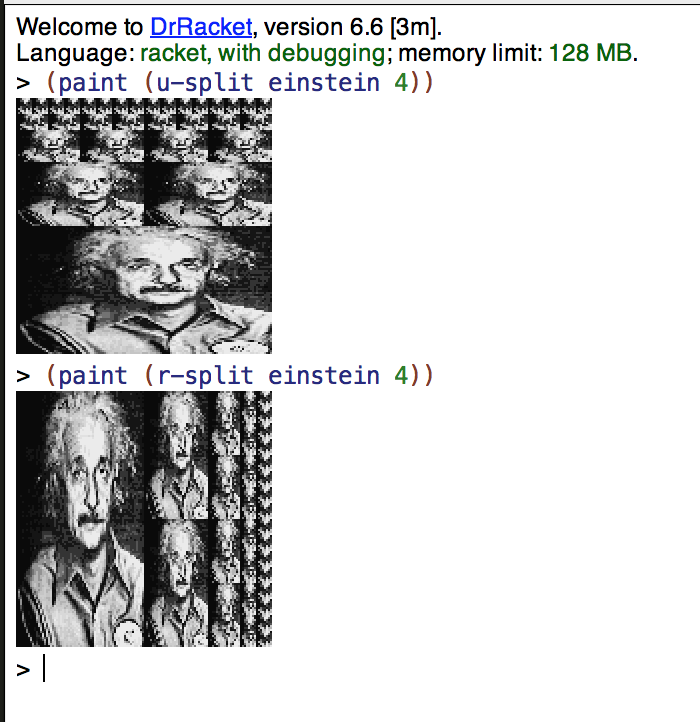 Welcome to DrRacket, version 6.6 [3m].
Language: racket, with debugging; memory limit: 128 MB.
> (paint (u-split einstein 4))
> (paint (r-split einstein 4))
>